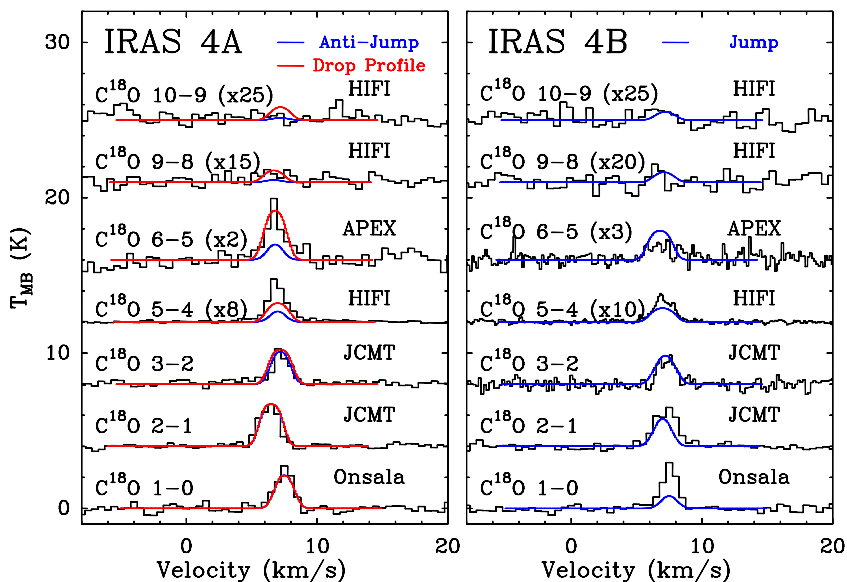 IRAS 4A
Anti-Jump
Drop Profile
C18O 10-9 (x25)
HIFI
C18O 9-8 (x15)
HIFI
C18O 6-5 (x2)
APEX
C18O 5-4 (x8)
HIFI
C18O 3-2
JCMT
C18O 2-1
JCMT
C18O 1-0
Onsala
IRAS 4B
Jump
C18O 10-9 (x25)
HIFI
C18O 9-8 (x20)
HIFI
C18O 6-5 (x3)
APEX
C18O 5-4 (x10)
HIFI
C18O 3-2
JCMT
C18O 2-1
JCMT
C18O 1-0
Onsala
30
20
10
0
TMB (K)
0 10 20
0 10 20
Velocity (km/s)
Velocity (km/s)